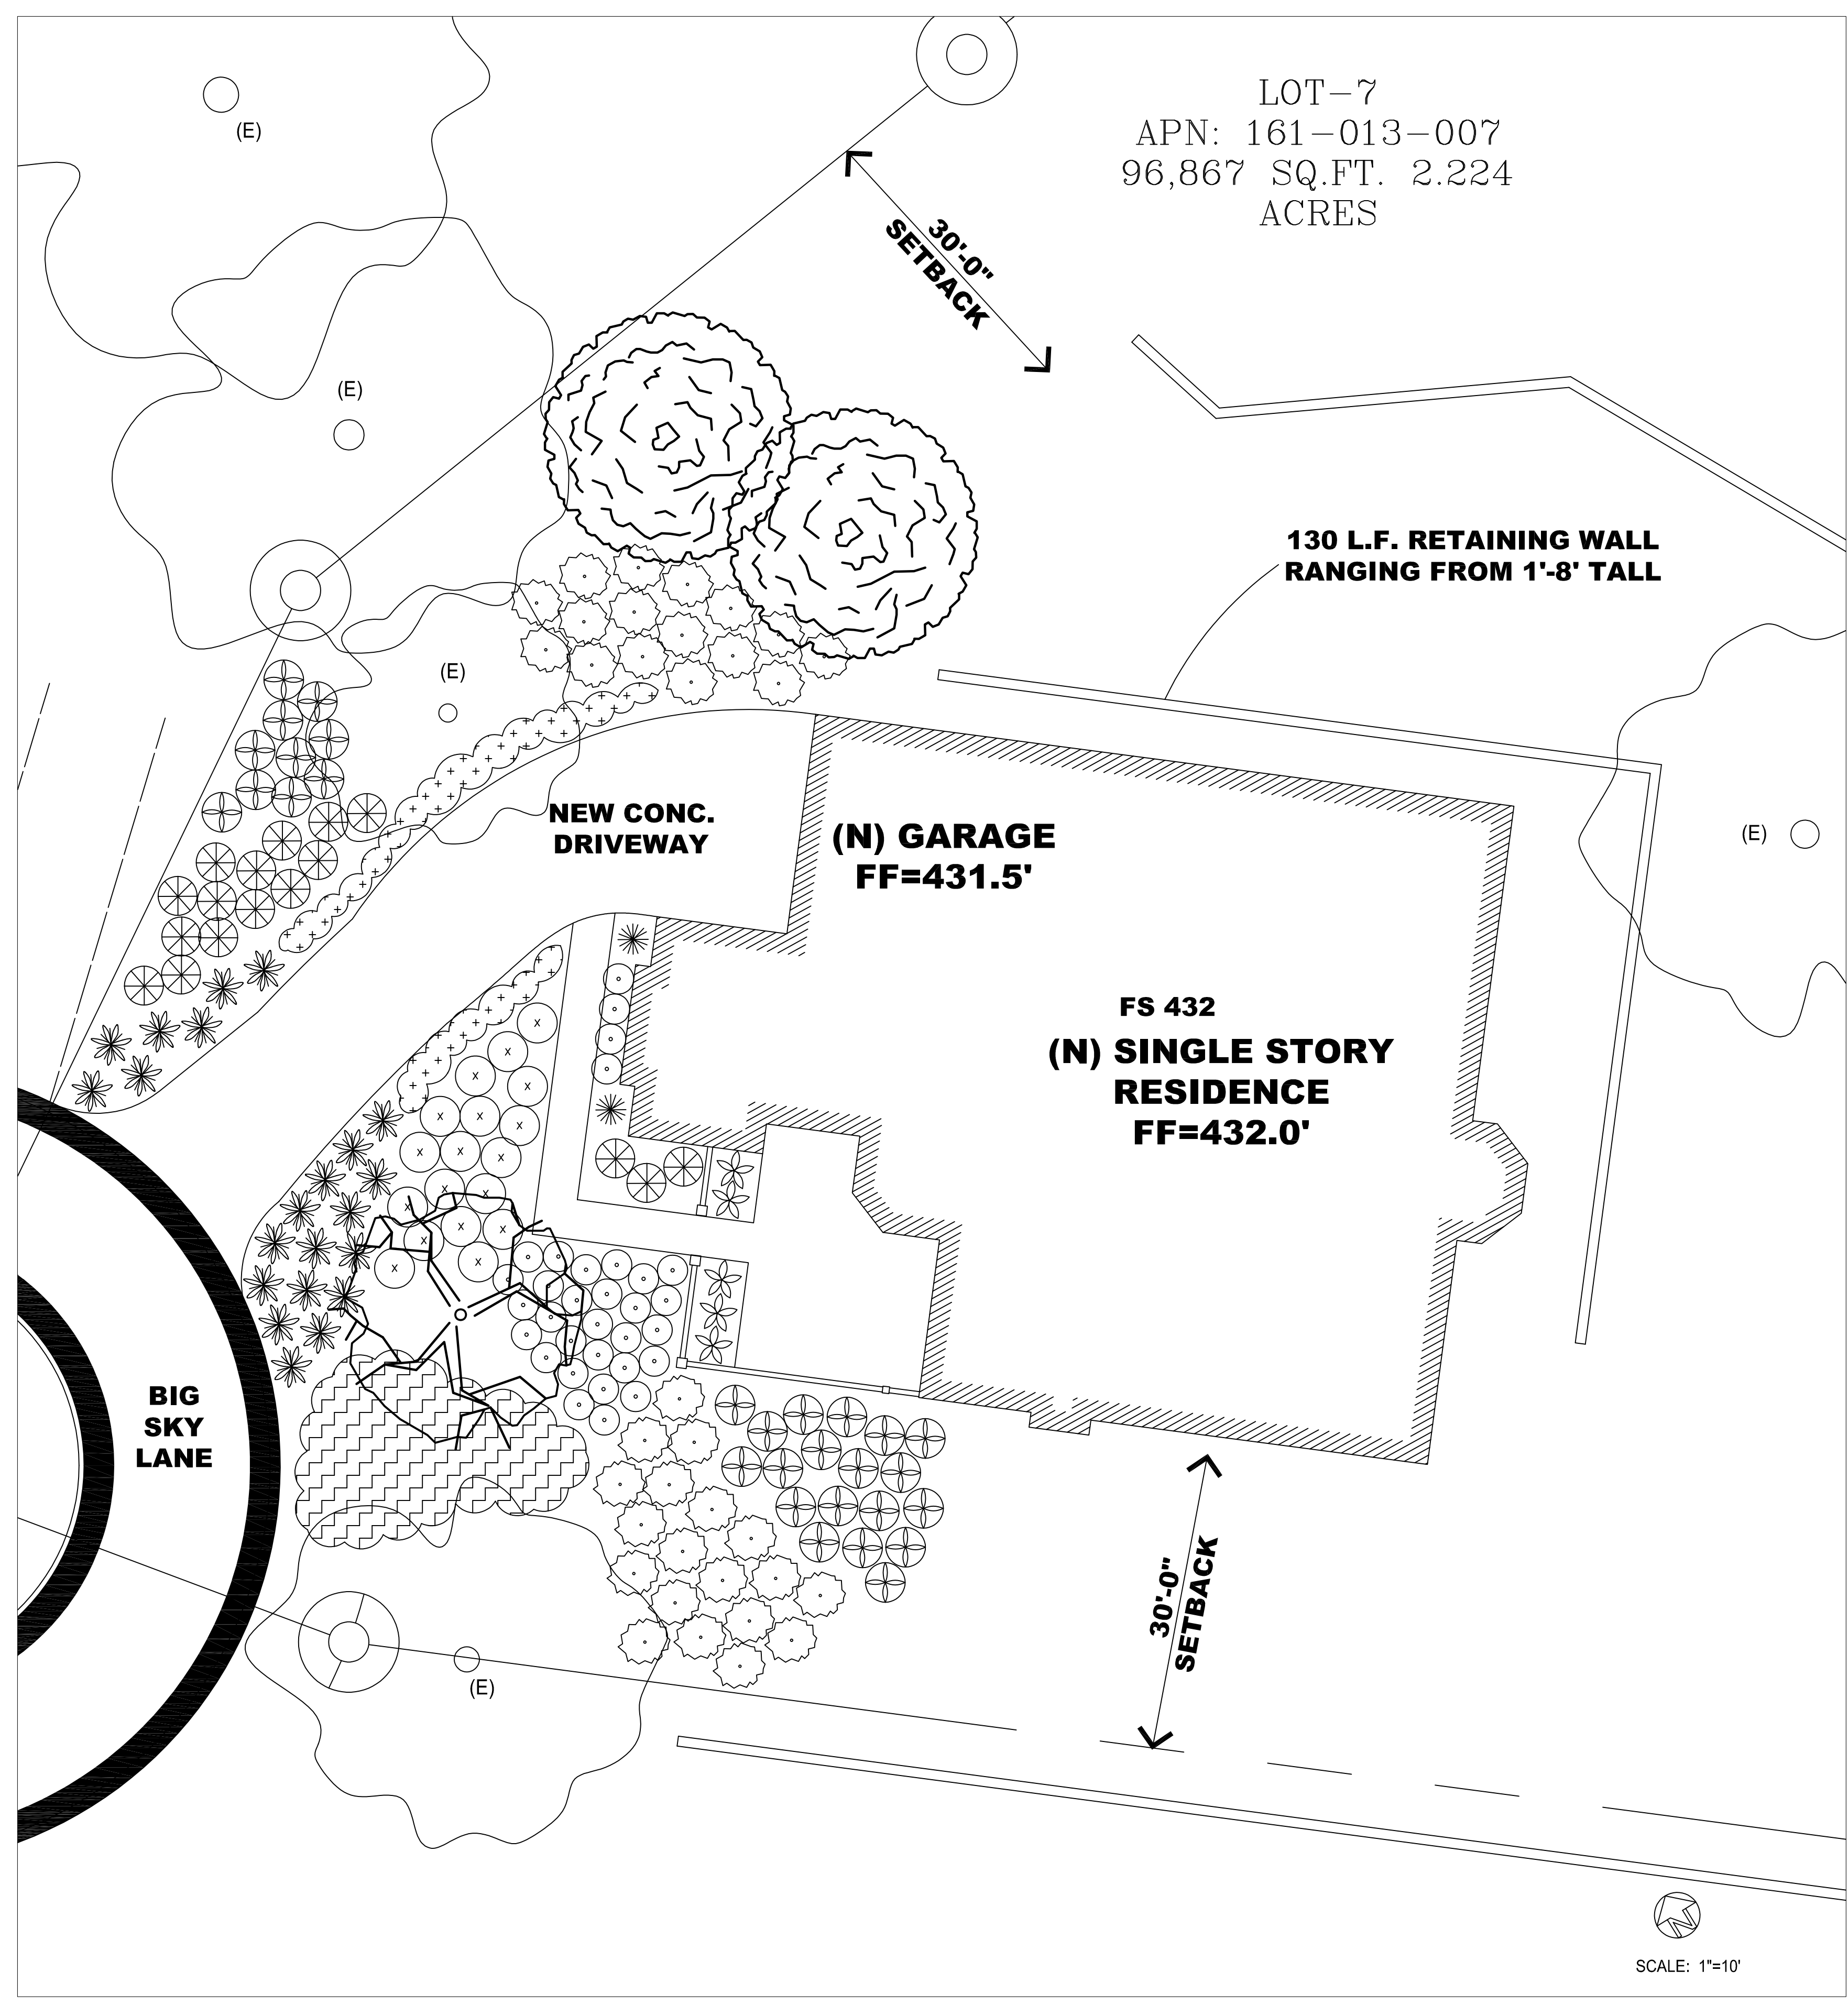 LOT-7
APN: 161-013-007
96,867 SQ.FT. 2.224
ACRES
(E)
30'-0"
SETBACK
(E)
130 L.F. RETAINING WALL
RANGING FROM 1'-8' TALL
(E)
NEW CONC.
DRIVEWAY
(N) GARAGE
FF=431.5'
(E)
FS 432
(N) SINGLE STORY
RESIDENCE
FF=432.0'
BIG
SKY
LANE
30'-0"
SETBACK
(E)
SCALE: 1"=10'